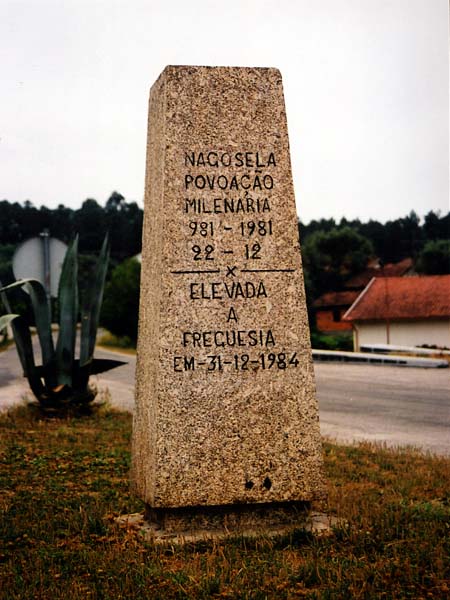 NAGOSELA
POVOAÇÃO
MILENÁRIA
981 - 1981
22 - 12
x
ELEVADA
A
FREGUESIA
EM-31-12-1984